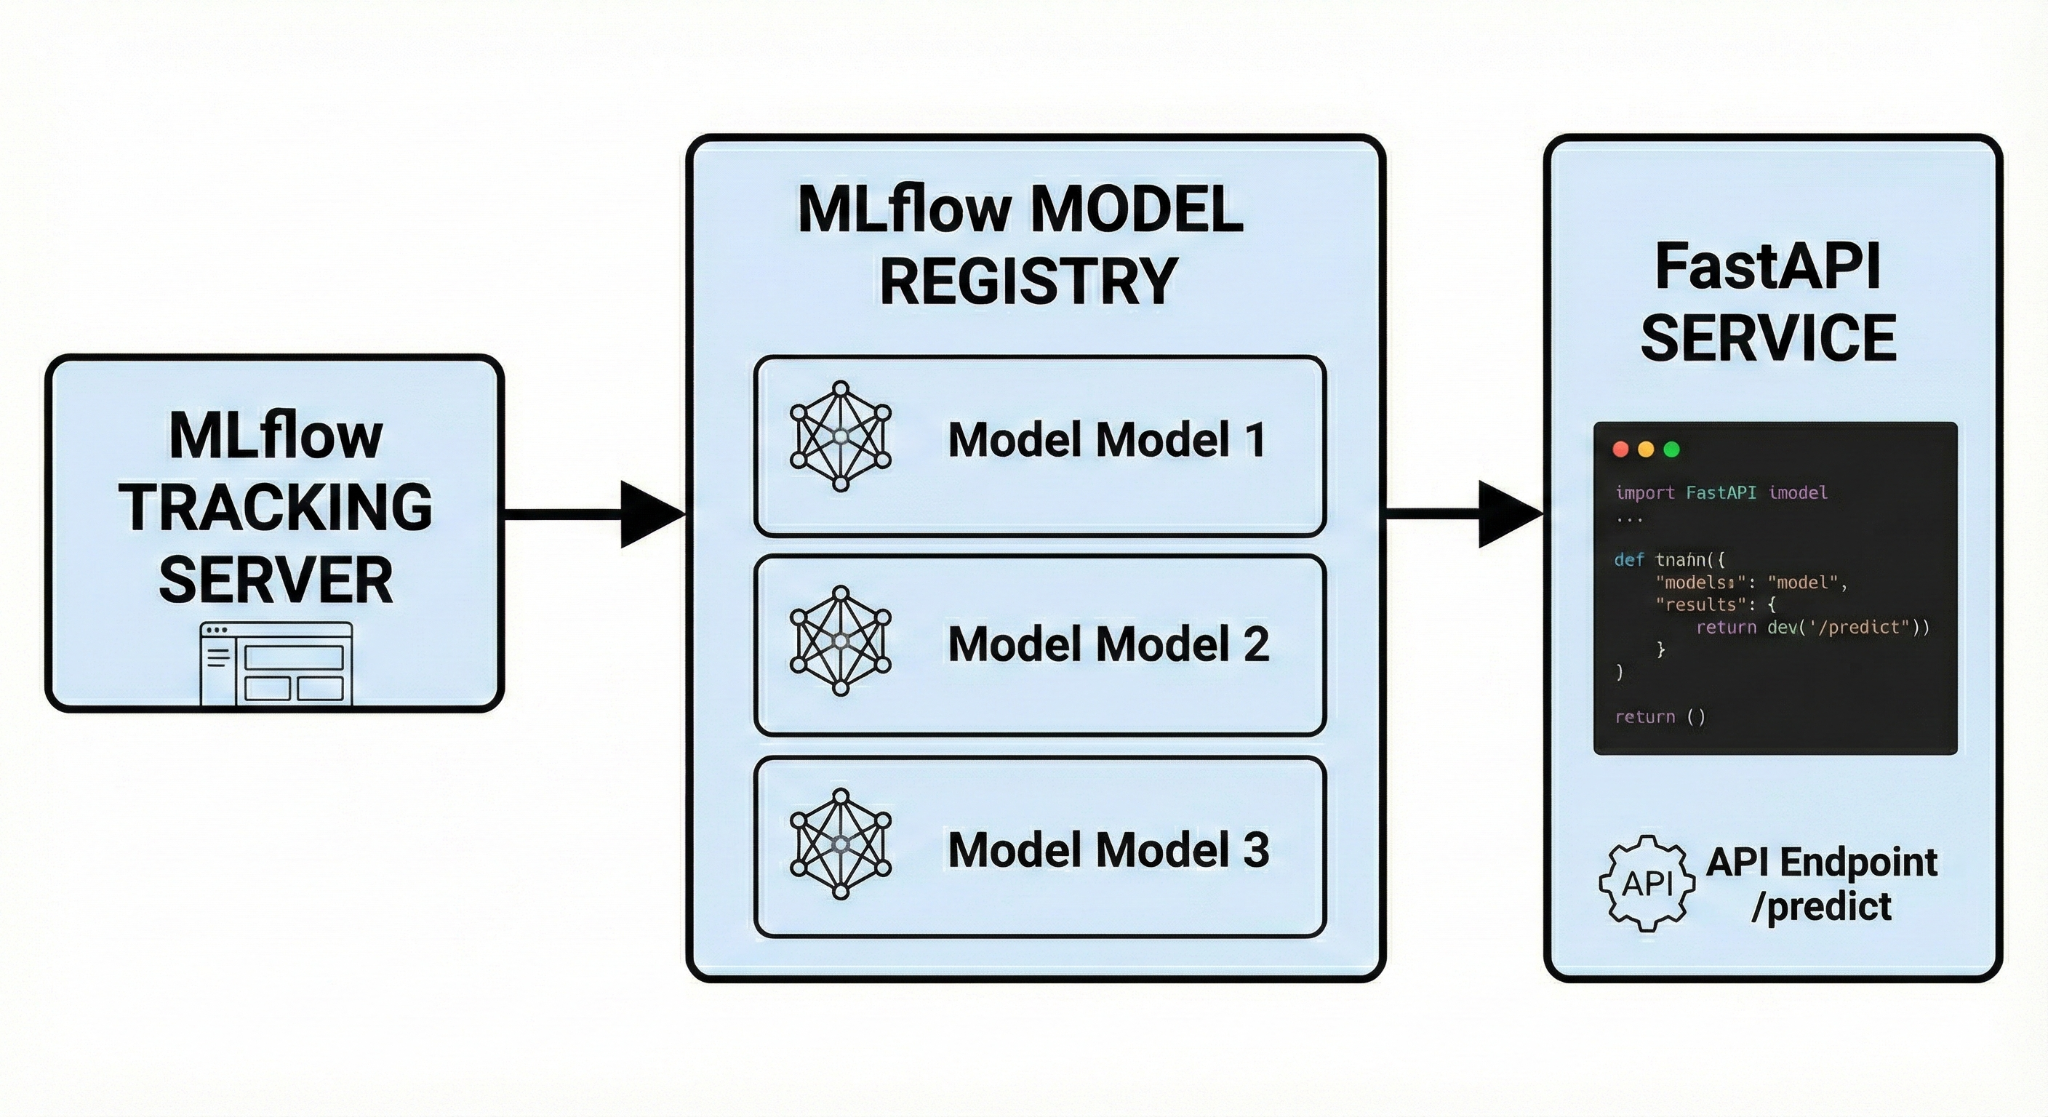 MLflow
TRACKING
SERVER
MLflow MODEL
REGISTRY
Model Model 1
Model Model 2
Model Model 3
FastAPI
SERVICE
import FastAPI imodel
...
def ({
"models": "model",
"results": {
return dev('/predict"))
}
)
return ()
API
API Endpoint
/predict